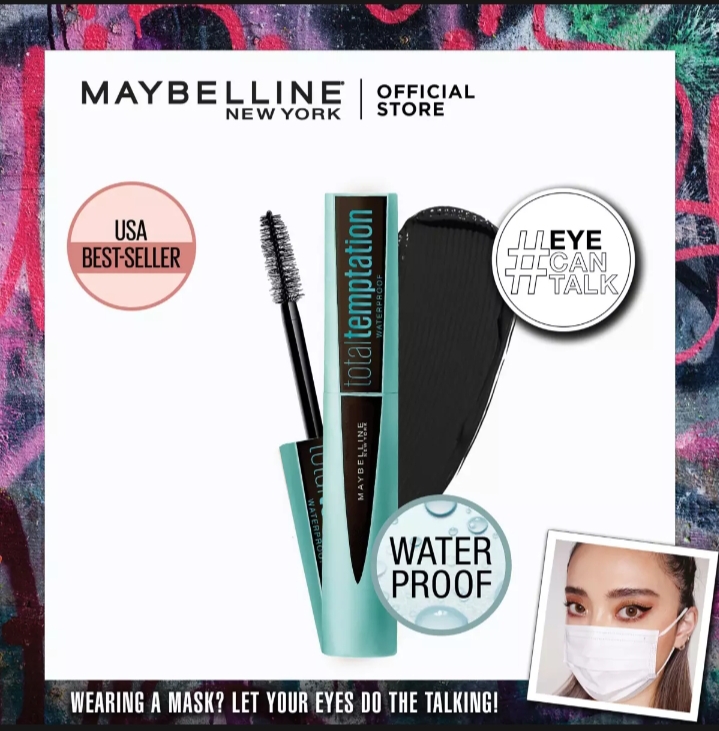 MAYBELLINE
NEW YORK
OFFICIAL
STORE
USA
BEST-SELLER
#EYE
CAN
TALK
totaltemptation
WATERPROOF
MAYBELLINE
NEW YORK
total
WATERPROOF
WATER
PROOF
WEARING A MASK? LET YOUR EYES DO THE TALKING!